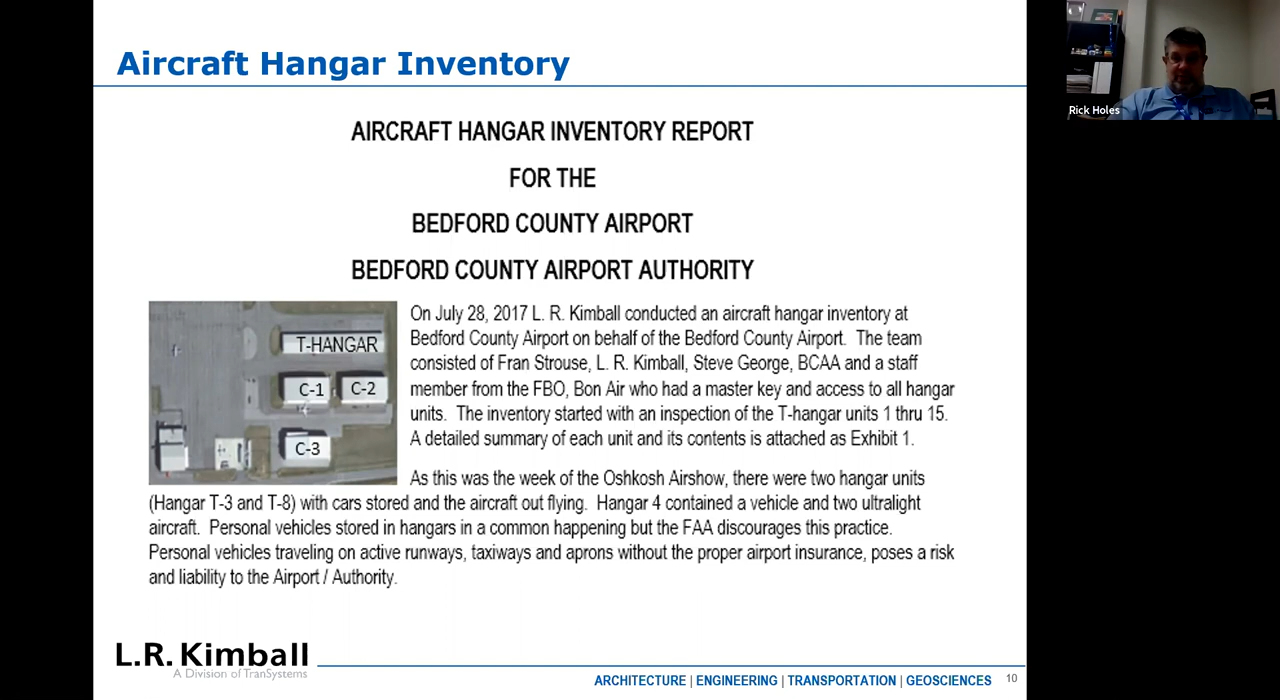 Aircraft Hangar Inventory
AIRCRAFT HANGAR INVENTORY REPORT
FOR THE
BEDFORD COUNTY AIRPORT
BEDFORD COUNTY AIRPORT AUTHORITY
T-HANGAR
C-1
C-2
C-3
On July 28, 2017 L. R. Kimball conducted an aircraft hangar inventory at
Bedford County Airport on behalf of the Bedford County Airport. The team
consisted of Fran Strouse, L. R. Kimball, Steve George, BCAA and a staff
member from the FBO, Bon Air who had a master key and access to all hangar
units. The inventory started with an inspection of the T-hangar units 1 thru 15.
A detailed summary of each unit and its contents is attached as Exhibit 1.
As this was the week of the Oshkosh Airshow, there were two hangar units
(Hangar T-3 and T-8) with cars stored and the aircraft out flying. Hangar 4 contained a vehicle and two ultralight
aircraft. Personal vehicles stored in hangars in a common happening but the FAA discourages this practice.
Personal vehicles traveling on active runways, taxiways and aprons without the proper airport insurance, poses a risk
and liability to the Airport / Authority.
L.R. Kimball
A Division of TranSystems
ARCHITECTURE | ENGINEERING | TRANSPORTATION | GEOSCIENCES
10
Rick Holes